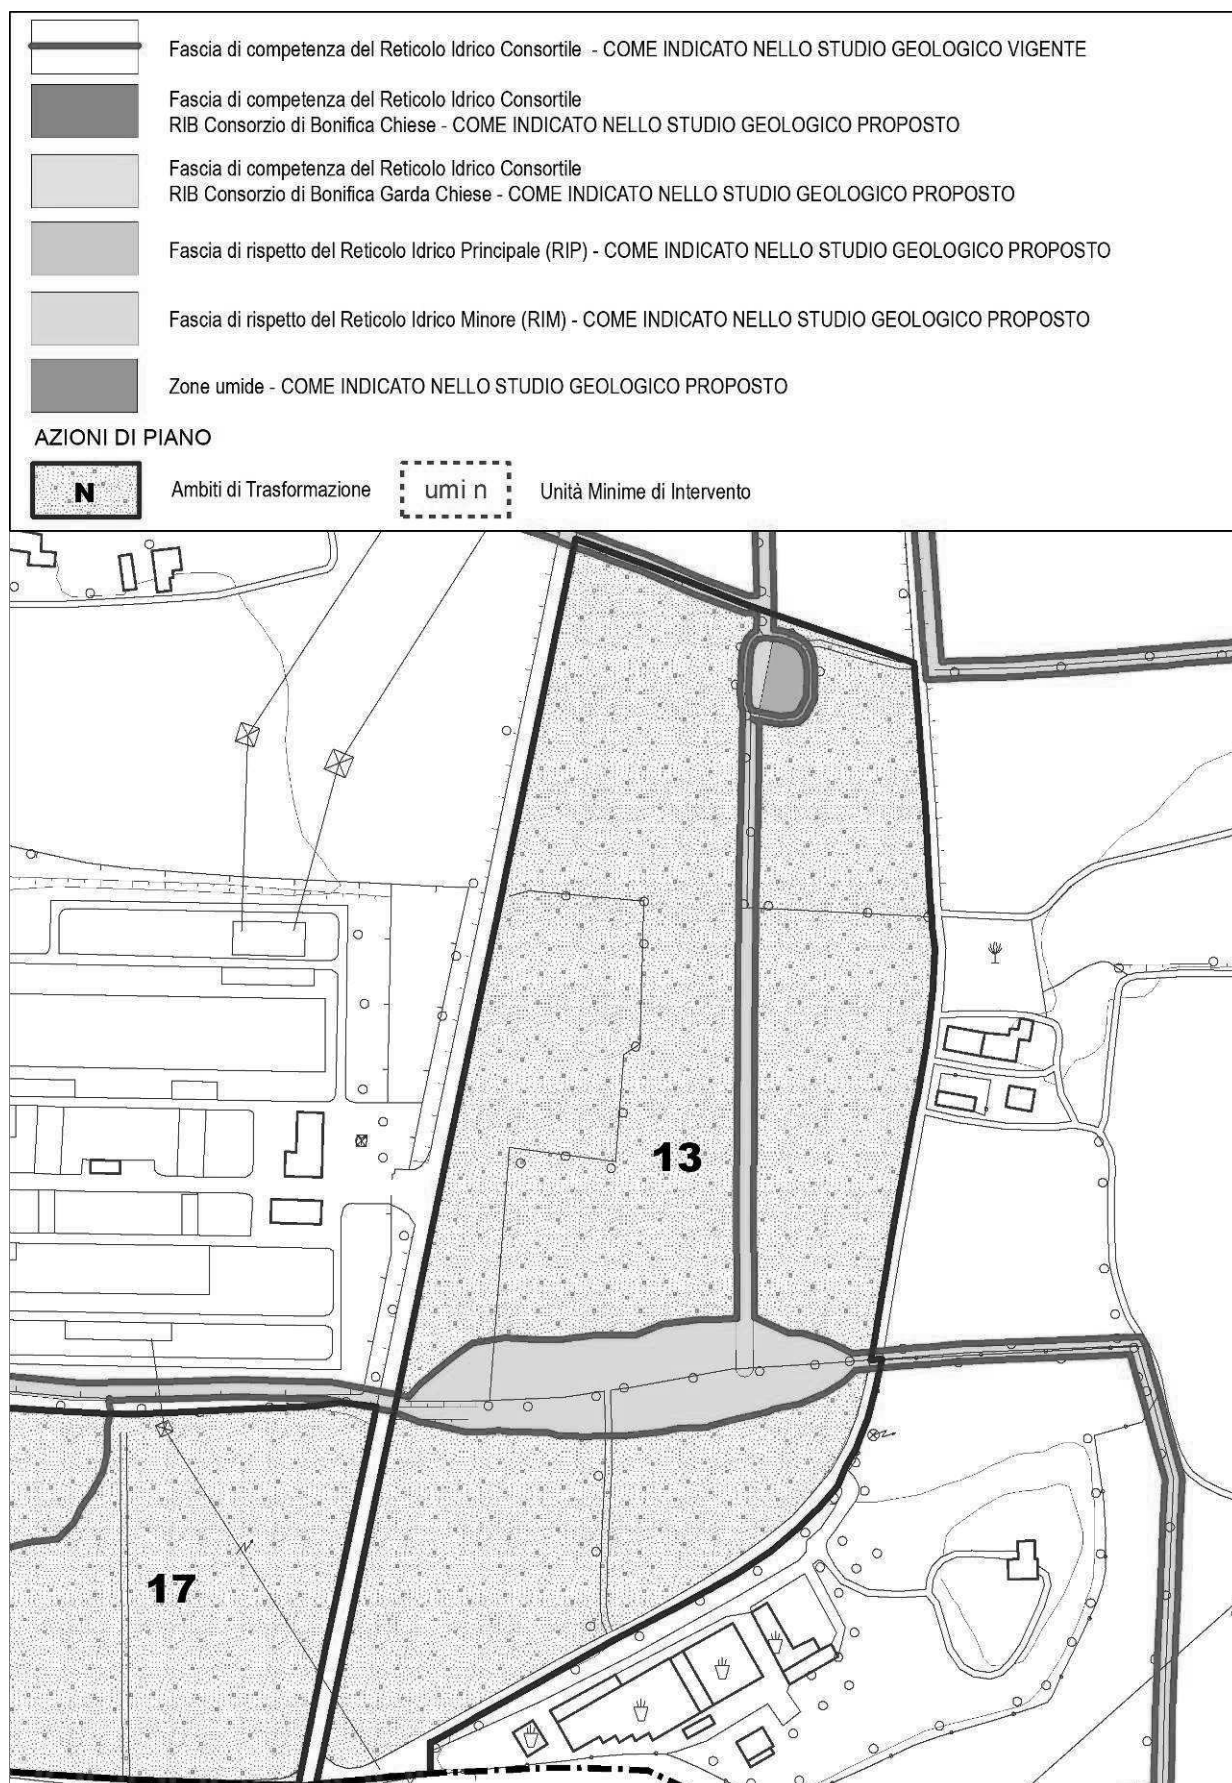 Fascia di competenza del Reticolo Idrico Consortile - COME INDICATO NELLO STUDIO GEOLOGICO VIGENTE
Fascia di competenza del Reticolo Idrico Consortile
RIB Consorzio di Bonifica Chiese - COME INDICATO NELLO STUDIO GEOLOGICO PROPOSTO
Fascia di competenza del Reticolo Idrico Consortile
RIB Consorzio di Bonifica Garda Chiese - COME INDICATO NELLO STUDIO GEOLOGICO PROPOSTO
Fascia di rispetto del Reticolo Idrico Principale (RIP) - COME INDICATO NELLO STUDIO GEOLOGICO PROPOSTO
Fascia di rispetto del Reticolo Idrico Minore (RIM) - COME INDICATO NELLO STUDIO GEOLOGICO PROPOSTO
Zone umide - COME INDICATO NELLO STUDIO GEOLOGICO PROPOSTO
AZIONI DI PIANO
N Ambiti di Trasformazione umi n Unità Minime di Intervento
13
17